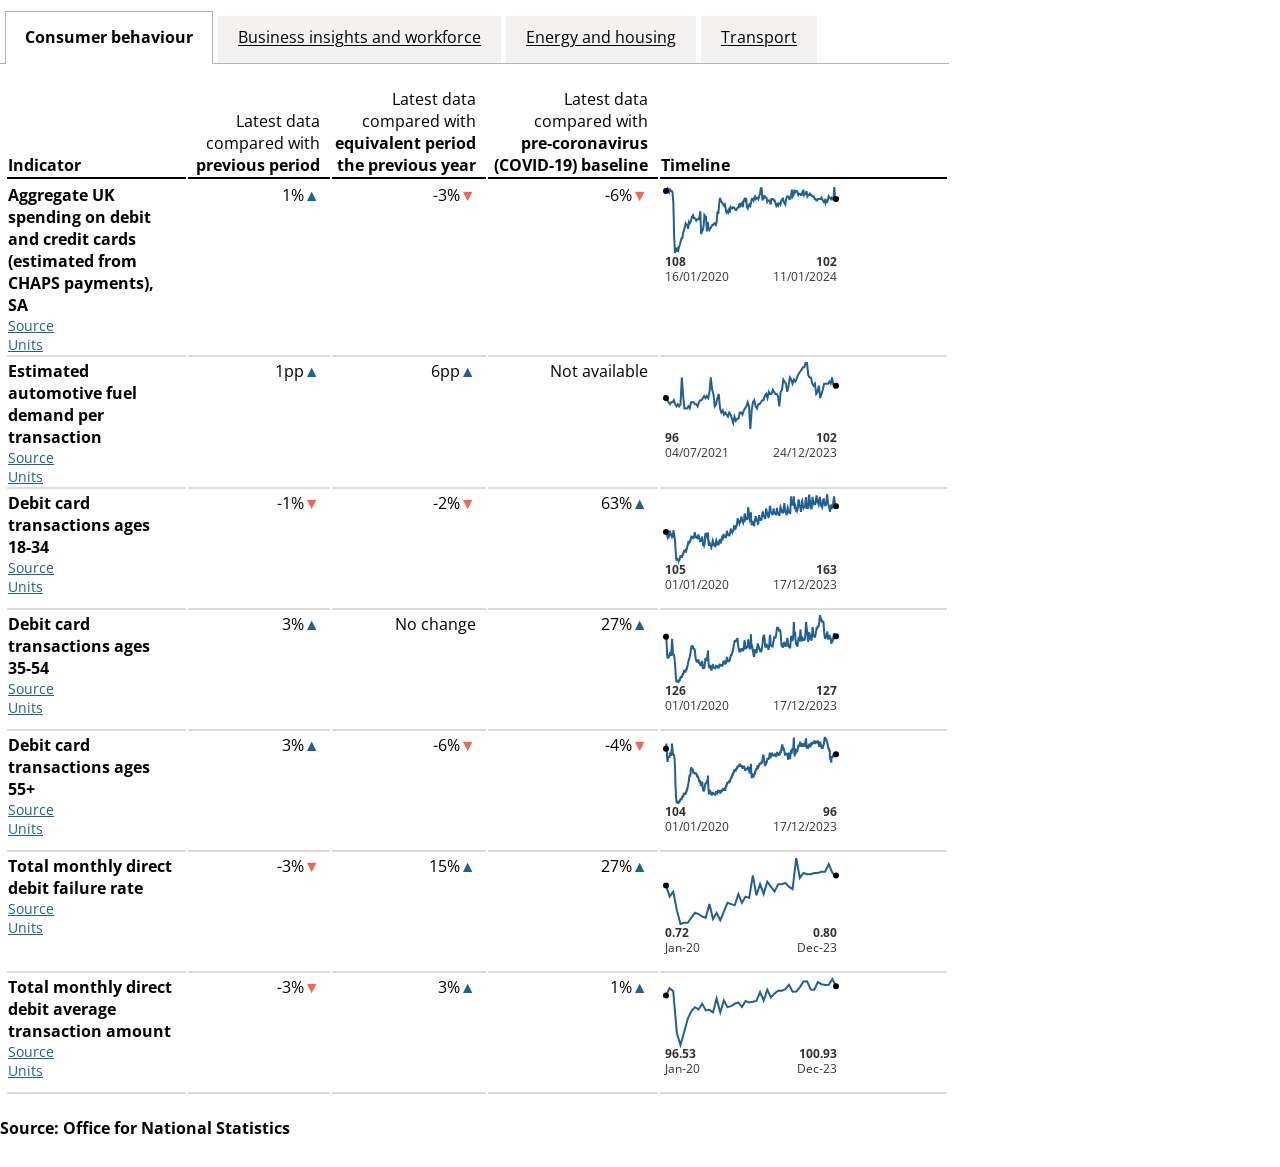 Consumer behaviour
Business insights and workforce
Energy and housing
Transport
Indicator
Latest data
compared with
previous period
Latest data
compared with
equivalent period
the previous year
Latest data
compared with
pre-coronavirus
(COVID-19) baseline
Timeline
Aggregate UK
spending on debit
and credit cards
(estimated from
CHAPS payments),
SA
Source
Units
1%▲
-3%▼
-6%▼
108
16/01/2020
102
11/01/2024
Estimated
automotive fuel
demand per
transaction
Source
Units
1pp▲
6pp▲
Not available
96
04/07/2021
102
24/12/2023
Debit card
transactions ages
18-34
Source
Units
-1%▼
-2%▼
63%▲
105
01/01/2020
163
17/12/2023
Debit card
transactions ages
35-54
Source
Units
3%▲
No change
27%▲
126
01/01/2020
127
17/12/2023
Debit card
transactions ages
55+
Source
Units
3%▲
-6%▼
-4%▼
104
01/01/2020
96
17/12/2023
Total monthly direct
debit failure rate
Source
Units
-3%▼
15%▲
27%▲
0.72
Jan-20
0.80
Dec-23
Total monthly direct
debit average
transaction amount
Source
Units
-3%▼
3%▲
1%▲
96.53
Jan-20
100.93
Dec-23
Source: Office for National Statistics